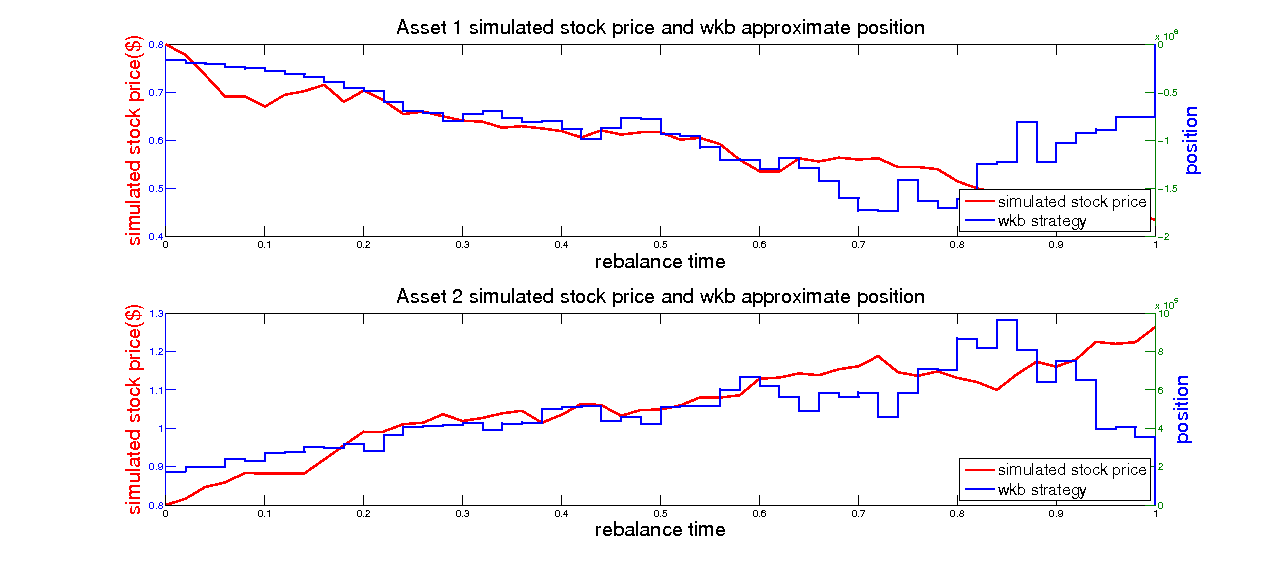 Asset 1 simulated stock price and wkb approximate position
simulated stock price($)
0.8
0.7
0.6
0.5
0.4
0 0.1 0.2 0.3 0.4 0.5 0.6 0.7 0.8 0.9 1
0
-0.5
-1
-1.5
-2
position
simulated stock price
wkb strategy
rebalance time
Asset 2 simulated stock price and wkb approximate position
simulated stock price($)
1.3
1.2
1.1
1
0.9
0.8
0 0.1 0.2 0.3 0.4 0.5 0.6 0.7 0.8 0.9 1
10
8
6
4
2
0
position
simulated stock price
wkb strategy
rebalance time